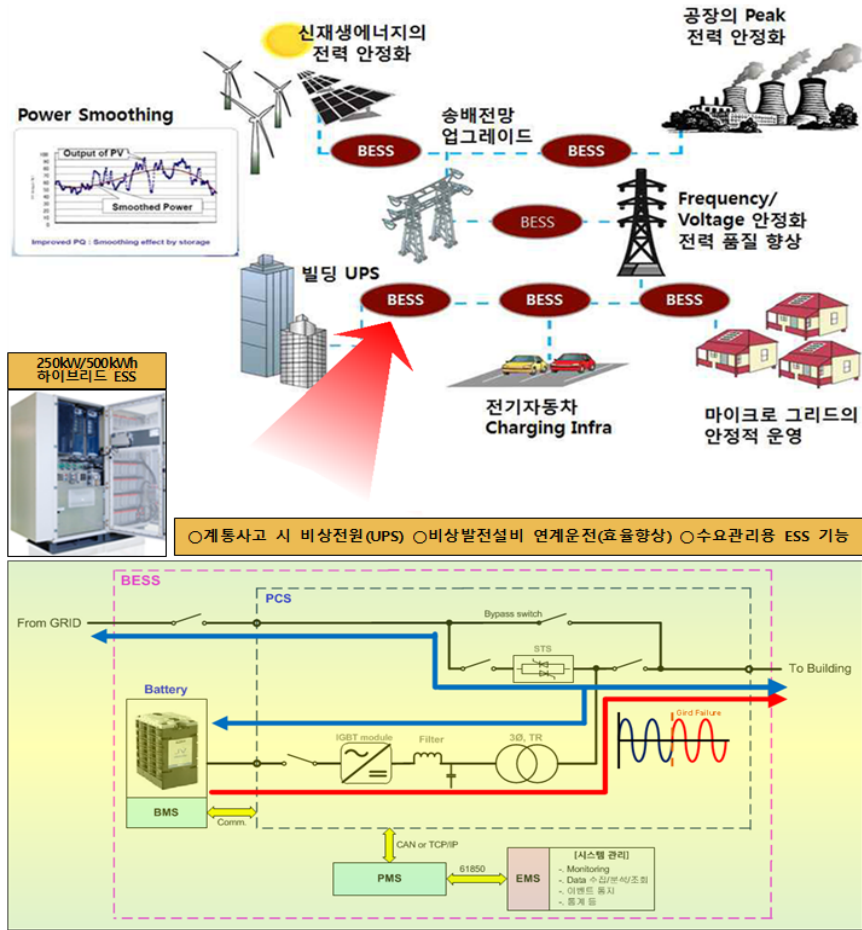 신재생에너지의
전력 안정화
공장의 Peak
전력 안정화
Power Smoothing
Output of PV
Smoothed Power
Improved PQ : Smoothing effect by storage
송배전망
업그레이드
BESS
BESS
BESS
Frequency/
Voltage 안정화
전력 품질 향상
빌딩 UPS
BESS
BESS
BESS
전기자동차
Charging Infra
마이크로 그리드의
안정적 운영
250kW/500kWh
하이브리드 ESS
○계통사고 시 비상전원(UPS) ○비상발전설비 연계운전(효율향상) ○수요관리용 ESS 기능
BESS
PCS
From GRID
Bypass switch
STS
To Building
Battery
IGBT module
Filter
3Ø, TR
Gird Failure
BMS
Comm.
CAN or TCP/IP
PMS
61850
EMS
[시스템 관리]
-. Monitoring
-. Data 수집/분석/조회
-. 이벤트 통지
-. 통계 등